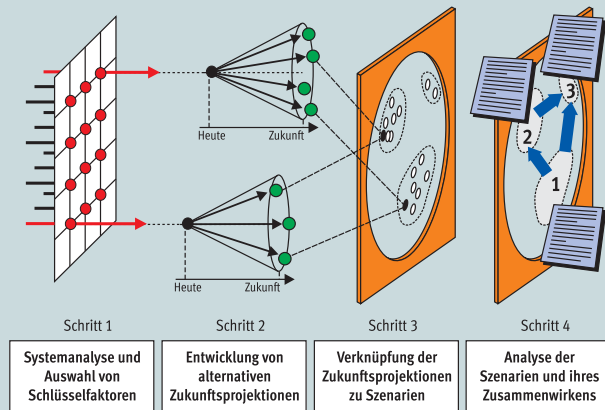 Heute
Zukunft
Heute
Zukunft
1
2
3
Schritt 1
Systemanalyse und
Auswahl von
Schlüsselfaktoren
Schritt 2
Entwicklung von
alternativen
Zukunftsprojektionen
Schritt 3
Verknüpfung der
Zukunftsprojektionen
zu Szenarien
Schritt 4
Analyse der
Szenarien und ihres
Zusammenwirkens